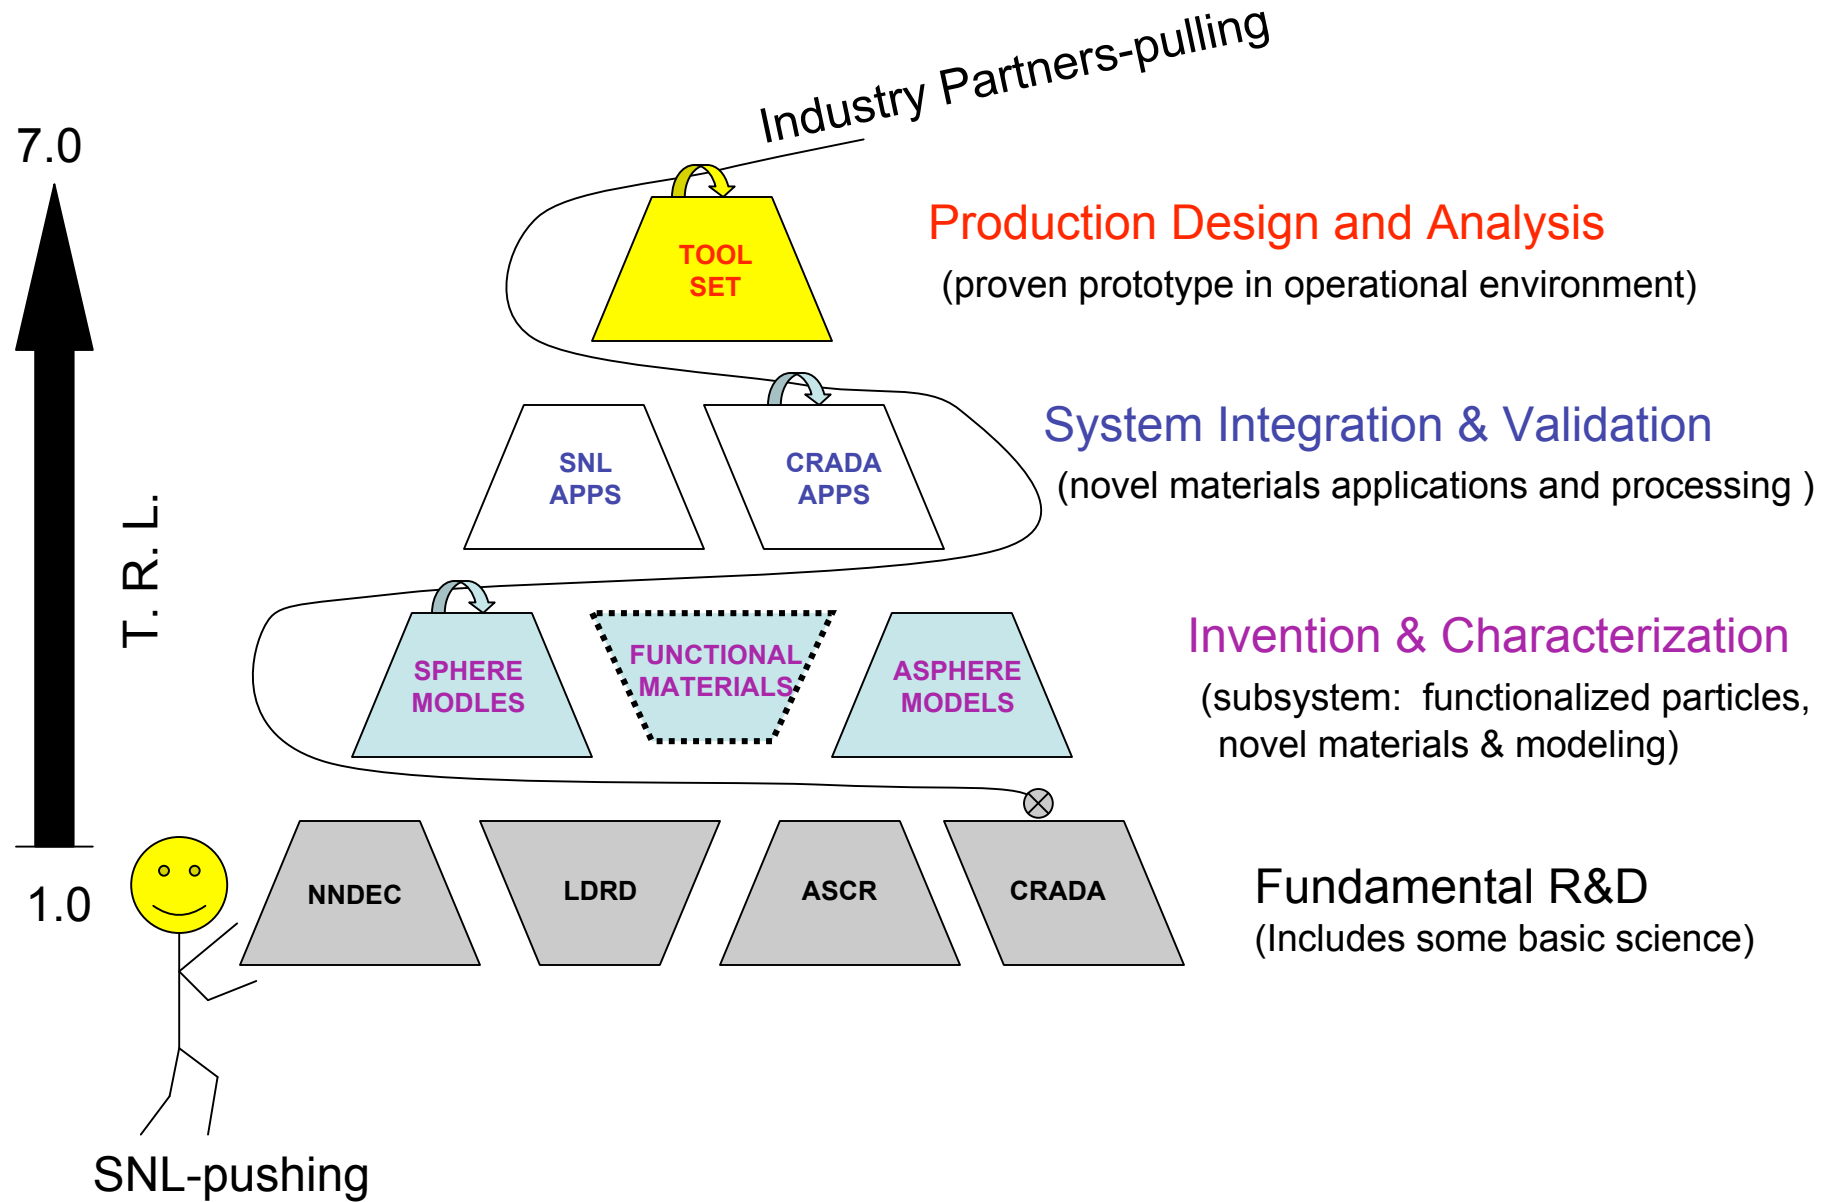 Industry Partners-pulling
7.0
T. R. L.
1.0
TOOL
SET
Production Design and Analysis
(proven prototype in operational environment)
SNL
APPS
CRADA
APPS
System Integration & Validation
(novel materials applications and processing )
SPHERE
MODLES
FUNCTIONAL
MATERIALS
ASPHERE
MODELS
Invention & Characterization
(subsystem: functionalized particles,
novel materials & modeling)
NNDEC
LDRD
ASCR
CRADA
Fundamental R&D
(Includes some basic science)
SNL-pushing